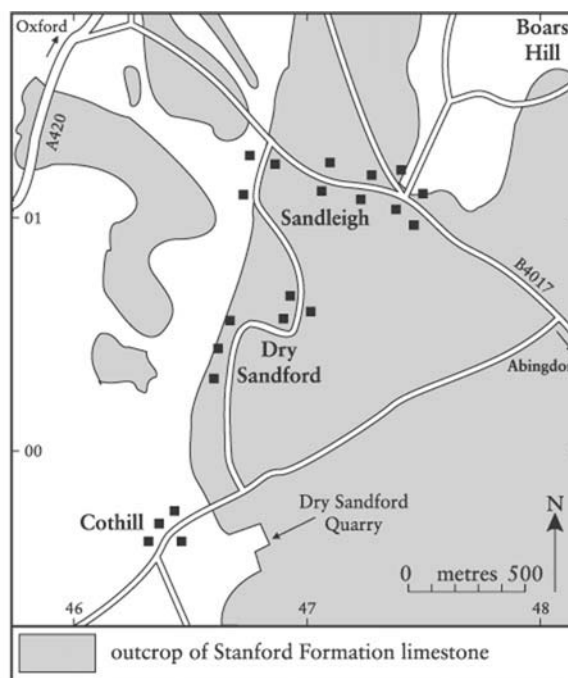 Oxford
Boars
Hill
A420
01
Sandleigh
B4017
Dry
Sandford
Abingdon
00
Cothill
Dry Sandford
Quarry
N
0 metres 500
46
47
48
outcrop of Stanford Formation limestone